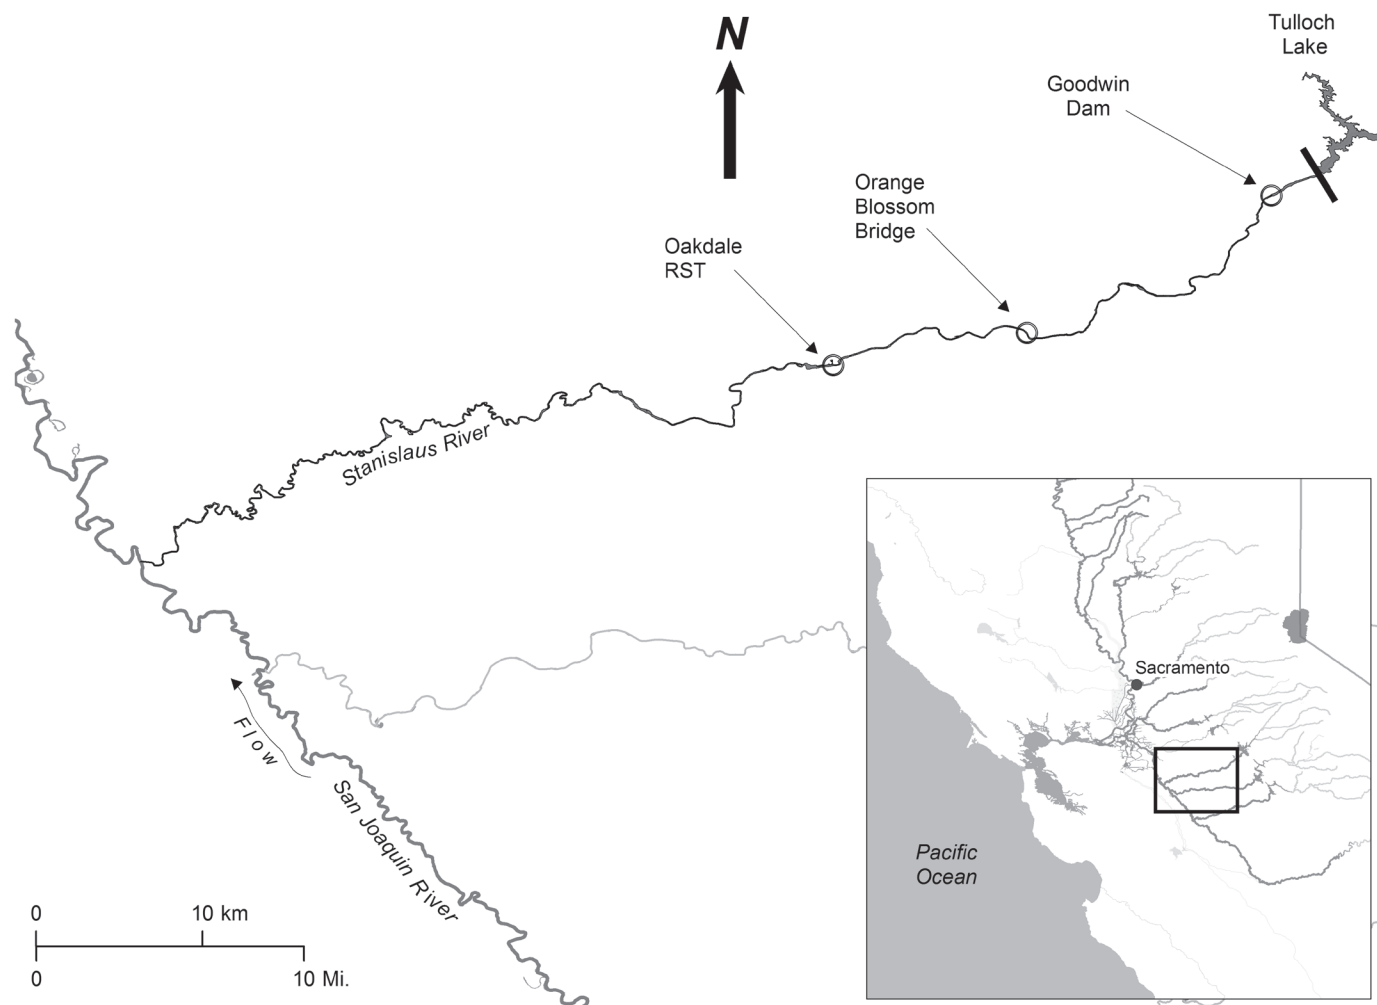 N
Tulloch
Lake
Goodwin
Dam
Orange
Blossom
Bridge
Oakdale
RST
Stanislaus River
Sacramento
Flow
San Joaquin River
Pacific
Ocean
0
10 km
0
10 Mi.